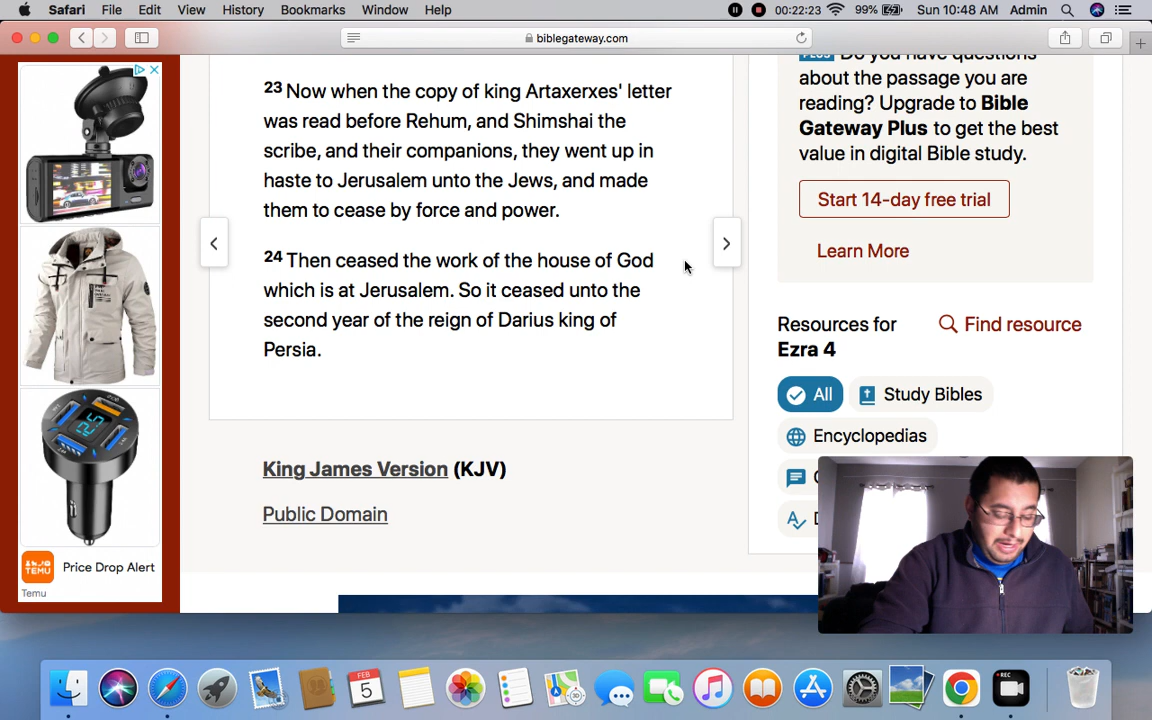 Safari File Edit View History Bookmarks Window Help 00:22:23 99% Sun 10:48 AM Admin
biblegateway.com
23 Now when the copy of king Artaxerxes' letter
was read before Rehum, and Shimshai the
scribe, and their companions, they went up in
haste to Jerusalem unto the Jews, and made
them to cease by force and power.
24 Then ceased the work of the house of God
which is at Jerusalem. So it ceased unto the
second year of the reign of Darius king of
Persia.
King James Version (KJV)
Public Domain
PLUS Do you have questions
about the passage you are
reading? Upgrade to Bible
Gateway Plus to get the best
value in digital Bible study.
Start 14-day free trial
Learn More
Resources for
Ezra 4
Find resource
All
Study Bibles
Encyclopedias
TEMU
Price Drop Alert
Temu
FEB
5
REC